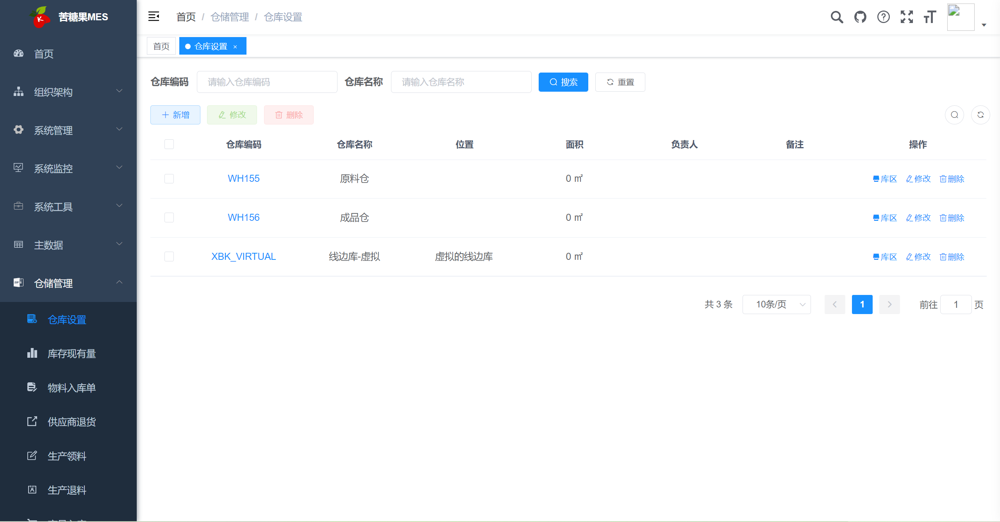 苦糖果MES
首页 / 仓储管理 / 仓库设置
首页
仓库设置 ×
首页
组织架构
系统管理
系统监控
系统工具
主数据
仓储管理
仓库设置
库存现有量
物料入库单
供应商退货
生产领料
生产退料
仓库编码 请输入仓库编码 仓库名称 请输入仓库名称 搜索 重置
新增 修改 删除
仓库编码 仓库名称 位置 面积 负责人 备注 操作
WH155 原料仓 0 ㎡ 库区 修改 删除
WH156 成品仓 0 ㎡ 库区 修改 删除
XBK_VIRTUAL 线边库-虚拟 虚拟的线边库 0 ㎡ 库区 修改 删除
共 3 条 10条/页 1 前往 1 页